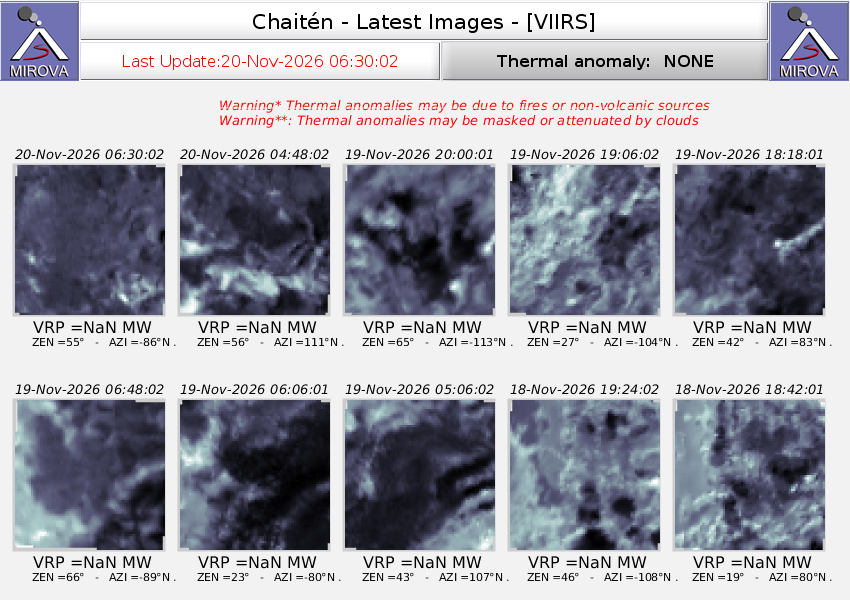 Chaitén - Latest Images - [VIIRS]
MIROVA
Last Update:20-Nov-2026 06:30:02
Thermal anomaly: NONE
MIROVA
Warning* Thermal anomalies may be due to fires or non-volcanic sources
Warning**: Thermal anomalies may be masked or attenuated by clouds
20-Nov-2026 06:30:02 20-Nov-2026 04:48:02 19-Nov-2026 20:00:01 19-Nov-2026 19:06:02 19-Nov-2026 18:18:01
VRP =NaN MW VRP =NaN MW VRP =NaN MW VRP =NaN MW VRP =NaN MW
ZEN =55° - AZI =-86°N . ZEN =56° - AZI =111°N . ZEN =65° - AZI =-113°N . ZEN =27° - AZI =-104°N . ZEN =42° - AZI =83°N .
19-Nov-2026 06:48:02 19-Nov-2026 06:06:01 19-Nov-2026 05:06:02 18-Nov-2026 19:24:02 18-Nov-2026 18:42:01
VRP =NaN MW VRP =NaN MW VRP =NaN MW VRP =NaN MW VRP =NaN MW
ZEN =66° - AZI =-89°N . ZEN =23° - AZI =-80°N . ZEN =43° - AZI =107°N . ZEN =46° - AZI =-108°N . ZEN =19° - AZI =80°N .